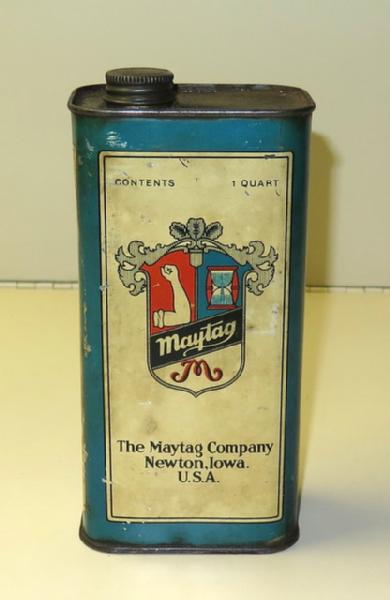 CONTENTS 1 QUART
Maytag
M
The Maytag Company
Newton, Iowa.
U.S.A.